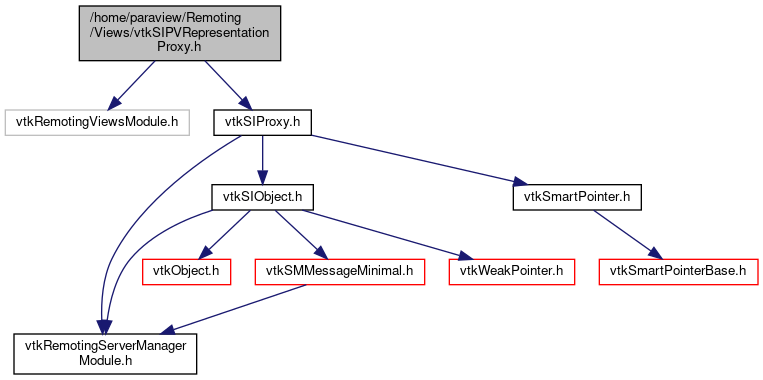 /home/paraview/Remoting
/Views/vtkSIPVRepresentation
Proxy.h
vtkRemotingViewsModule.h
vtkSIProxy.h
vtkSIObject.h
vtkSmartPointer.h
vtkObject.h
vtkSMMessageMinimal.h
vtkWeakPointer.h
vtkSmartPointerBase.h
vtkRemotingServerManager
Module.h